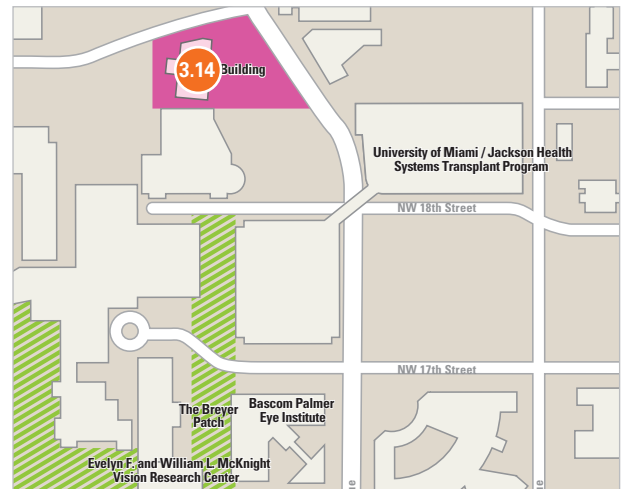 3.14 Building
University of Miami / Jackson Health
Systems Transplant Program
NW 18th Street
NW 17th Street
The Breyer
Patch
Bascom Palmer
Eye Institute
Evelyn F. and William L. McKnight
Vision Research Center